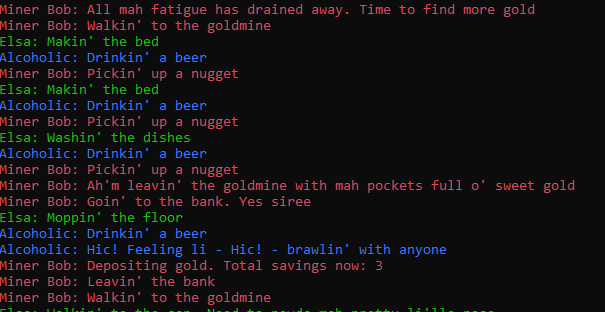 Miner Bob: All mah fatigue has drained away. Time to find more gold
Miner Bob: Walkin' to the goldmine
Elsa: Makin' the bed
Alcoholic: Drinkin' a beer
Miner Bob: Pickin' up a nugget
Elsa: Makin' the bed
Alcoholic: Drinkin' a beer
Miner Bob: Pickin' up a nugget
Elsa: Washin' the dishes
Alcoholic: Drinkin' a beer
Miner Bob: Pickin' up a nugget
Miner Bob: Ah'm leavin' the goldmine with mah pockets full o' sweet gold
Miner Bob: Goin' to the bank. Yes siree
Elsa: Moppin' the floor
Alcoholic: Drinkin' a beer
Alcoholic: Hic! Feeling li - Hic! - brawlin' with anyone
Miner Bob: Depositing gold. Total savings now: 3
Miner Bob: Leavin' the bank
Miner Bob: Walkin' to the goldmine